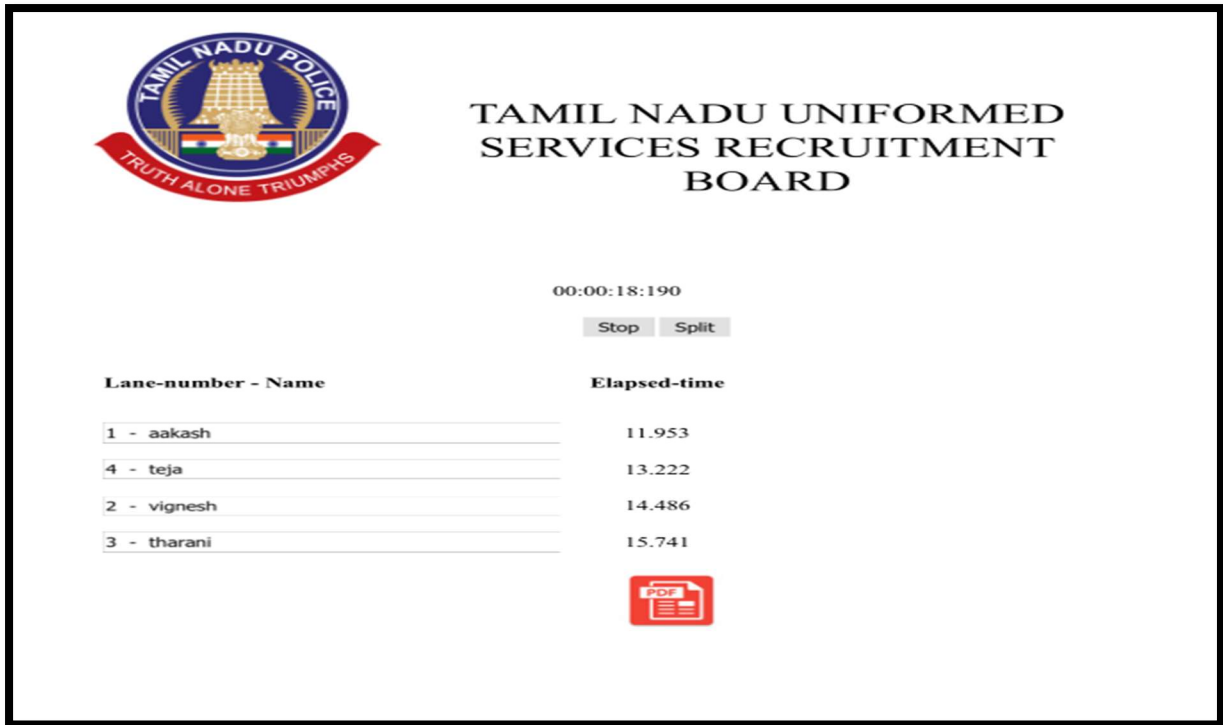 TAMIL NADU POLICE
TRUTH ALONE TRIUMPHS
TAMIL NADU UNIFORMED
SERVICES RECRUITMENT
BOARD
00:00:18:190
Stop Split
Lane-number - Name Elapsed-time
1 - aakash 11.953
4 - teja 13.222
2 - vignesh 14.486
3 - tharani 15.741
PDF